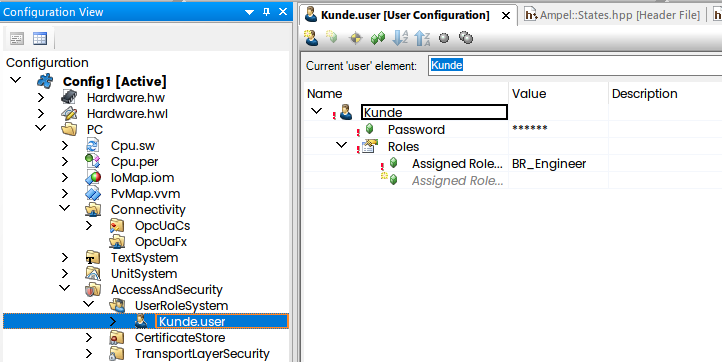 Configuration View
Configuration
Config1 [Active]
Hardware.hw
Hardware.hwl
PC
Cpu.sw
Cpu.per
IoMap.iom
PvMap.vvm
Connectivity
OpcUaCs
OpcUaFx
TextSystem
UnitSystem
AccessAndSecurity
UserRoleSystem
Kunde.user
CertificateStore
TransportLayerSecurity
Kunde.user [User Configuration]
Ampel::States.hpp [Header File]
Current 'user' element: Kunde
Name Value Description
Kunde
Password ******
Roles
Assigned Role... BR_Engineer
Assigned Role...